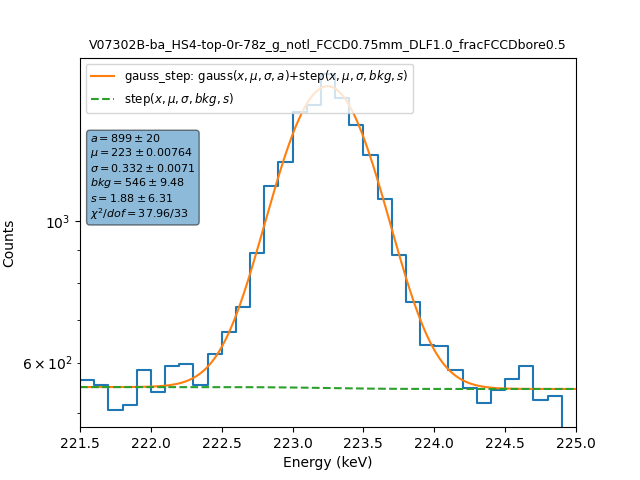 V07302B-ba_HS4-top-0r-78z_g_notl_FCCD0.75mm_DLF1.0_fracFCCDbore0.5
gauss_step: gauss(x, μ, σ, a)+step(x, μ, σ, bkg, s)
step(x, μ, σ, bkg, s)
a = 899 ± 20
μ = 223 ± 0.00764
σ = 0.332 ± 0.0071
bkg = 546 ± 9.48
s = 1.88 ± 6.31
χ²/dof = 37.96/33
10³
6 × 10²
Counts
221.5 222.0 222.5 223.0 223.5 224.0 224.5 225.0
Energy (keV)